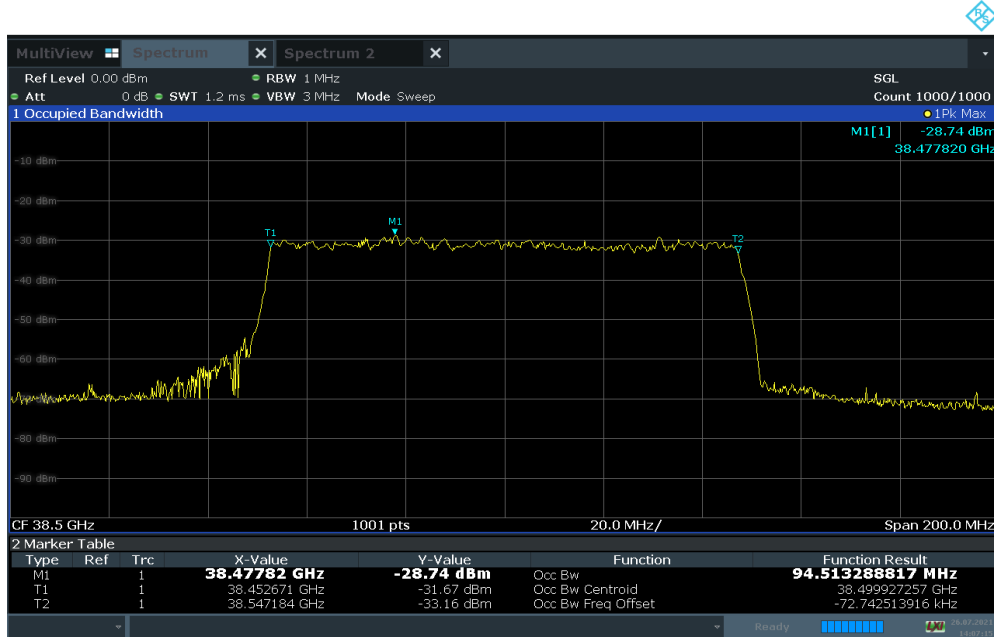 R&S
MultiView Spectrum X Spectrum 2 X
Ref Level 0.00 dBm RBW 1 MHz SGL
Att 0 dB SWT 1.2 ms VBW 3 MHz Mode Sweep Count 1000/1000
1 Occupied Bandwidth 1Pk Max
M1[1] -28.74 dBm
38.477820 GHz
-10 dBm
-20 dBm
M1
T1
T2
-30 dBm
-40 dBm
-50 dBm
-60 dBm
-80 dBm
-90 dBm
CF 38.5 GHz 1001 pts 20.0 MHz/ Span 200.0 MHz
2 Marker Table
Type Ref Trc X-Value Y-Value Function Function Result
M1 1 38.47782 GHz -28.74 dBm Occ Bw 94.513288817 MHz
T1 1 38.452671 GHz -31.67 dBm Occ Bw Centroid 38.499927257 GHz
T2 1 38.547184 GHz -33.16 dBm Occ Bw Freq Offset -72.742513916 kHz
Ready 26.07.2021
14:07:15